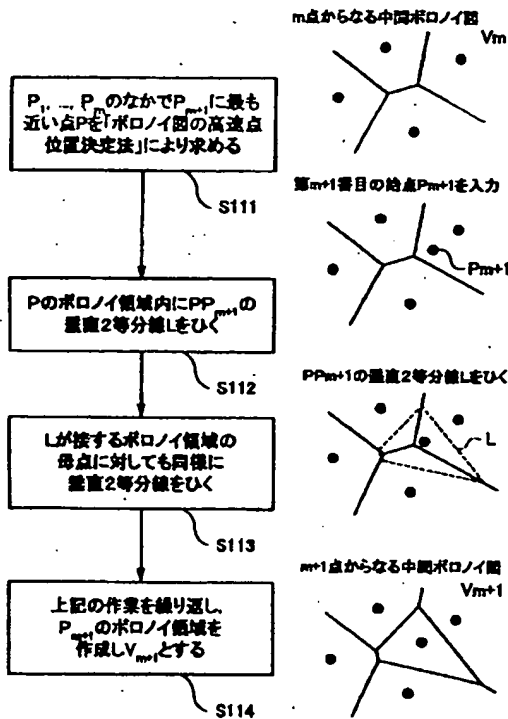 m点からなる中間ボロノイ図
Vm
P1, ..., PmのなかでPm+1に最も
近い点Pを「ボロノイ図の高速点
位置決定法」により求める
S111
第m+1番目の給点Pm+1を入力
Pm+1
Pのボロノイ領域内にPPm+1の
垂直2等分線Lをひく
S112
PPm+1の垂直2等分線Lをひく
L
Lが接するボロノイ領域の
母点に対しても同様に
垂直2等分線をひく
S113
m+1点からなる中間ボロノイ図
Vm+1
上記の作業を繰り返し、
Pm+1のボロノイ領域を
作成しVm+1とする
S114